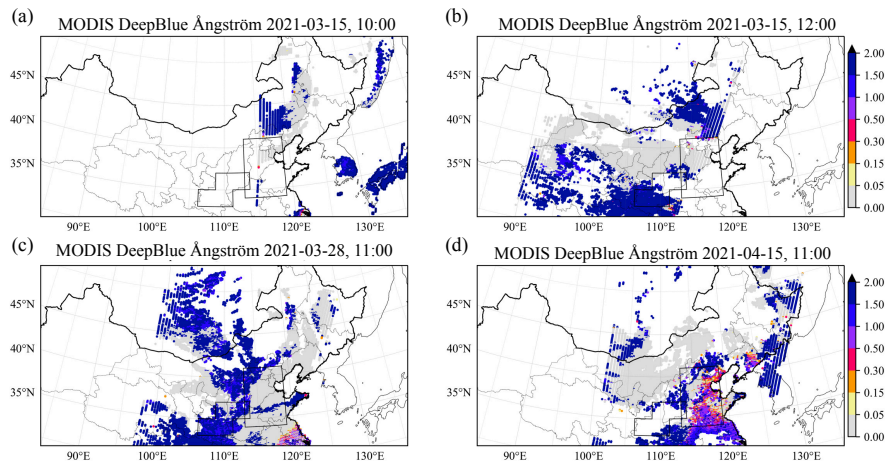 (a)
MODIS DeepBlue Ångström 2021-03-15, 10:00
45°N
40°N
35°N
90°E 100°E 110°E 120°E 130°E
(b)
MODIS DeepBlue Ångström 2021-03-15, 12:00
45°N
40°N
35°N
90°E 100°E 110°E 120°E 130°E
2.00
1.50
1.00
0.50
0.30
0.15
0.05
0.00
(c)
MODIS DeepBlue Ångström 2021-03-28, 11:00
45°N
40°N
35°N
90°E 100°E 110°E 120°E 130°E
(d)
MODIS DeepBlue Ångström 2021-04-15, 11:00
45°N
40°N
35°N
90°E 100°E 110°E 120°E 130°E
2.00
1.50
1.00
0.50
0.30
0.15
0.05
0.00